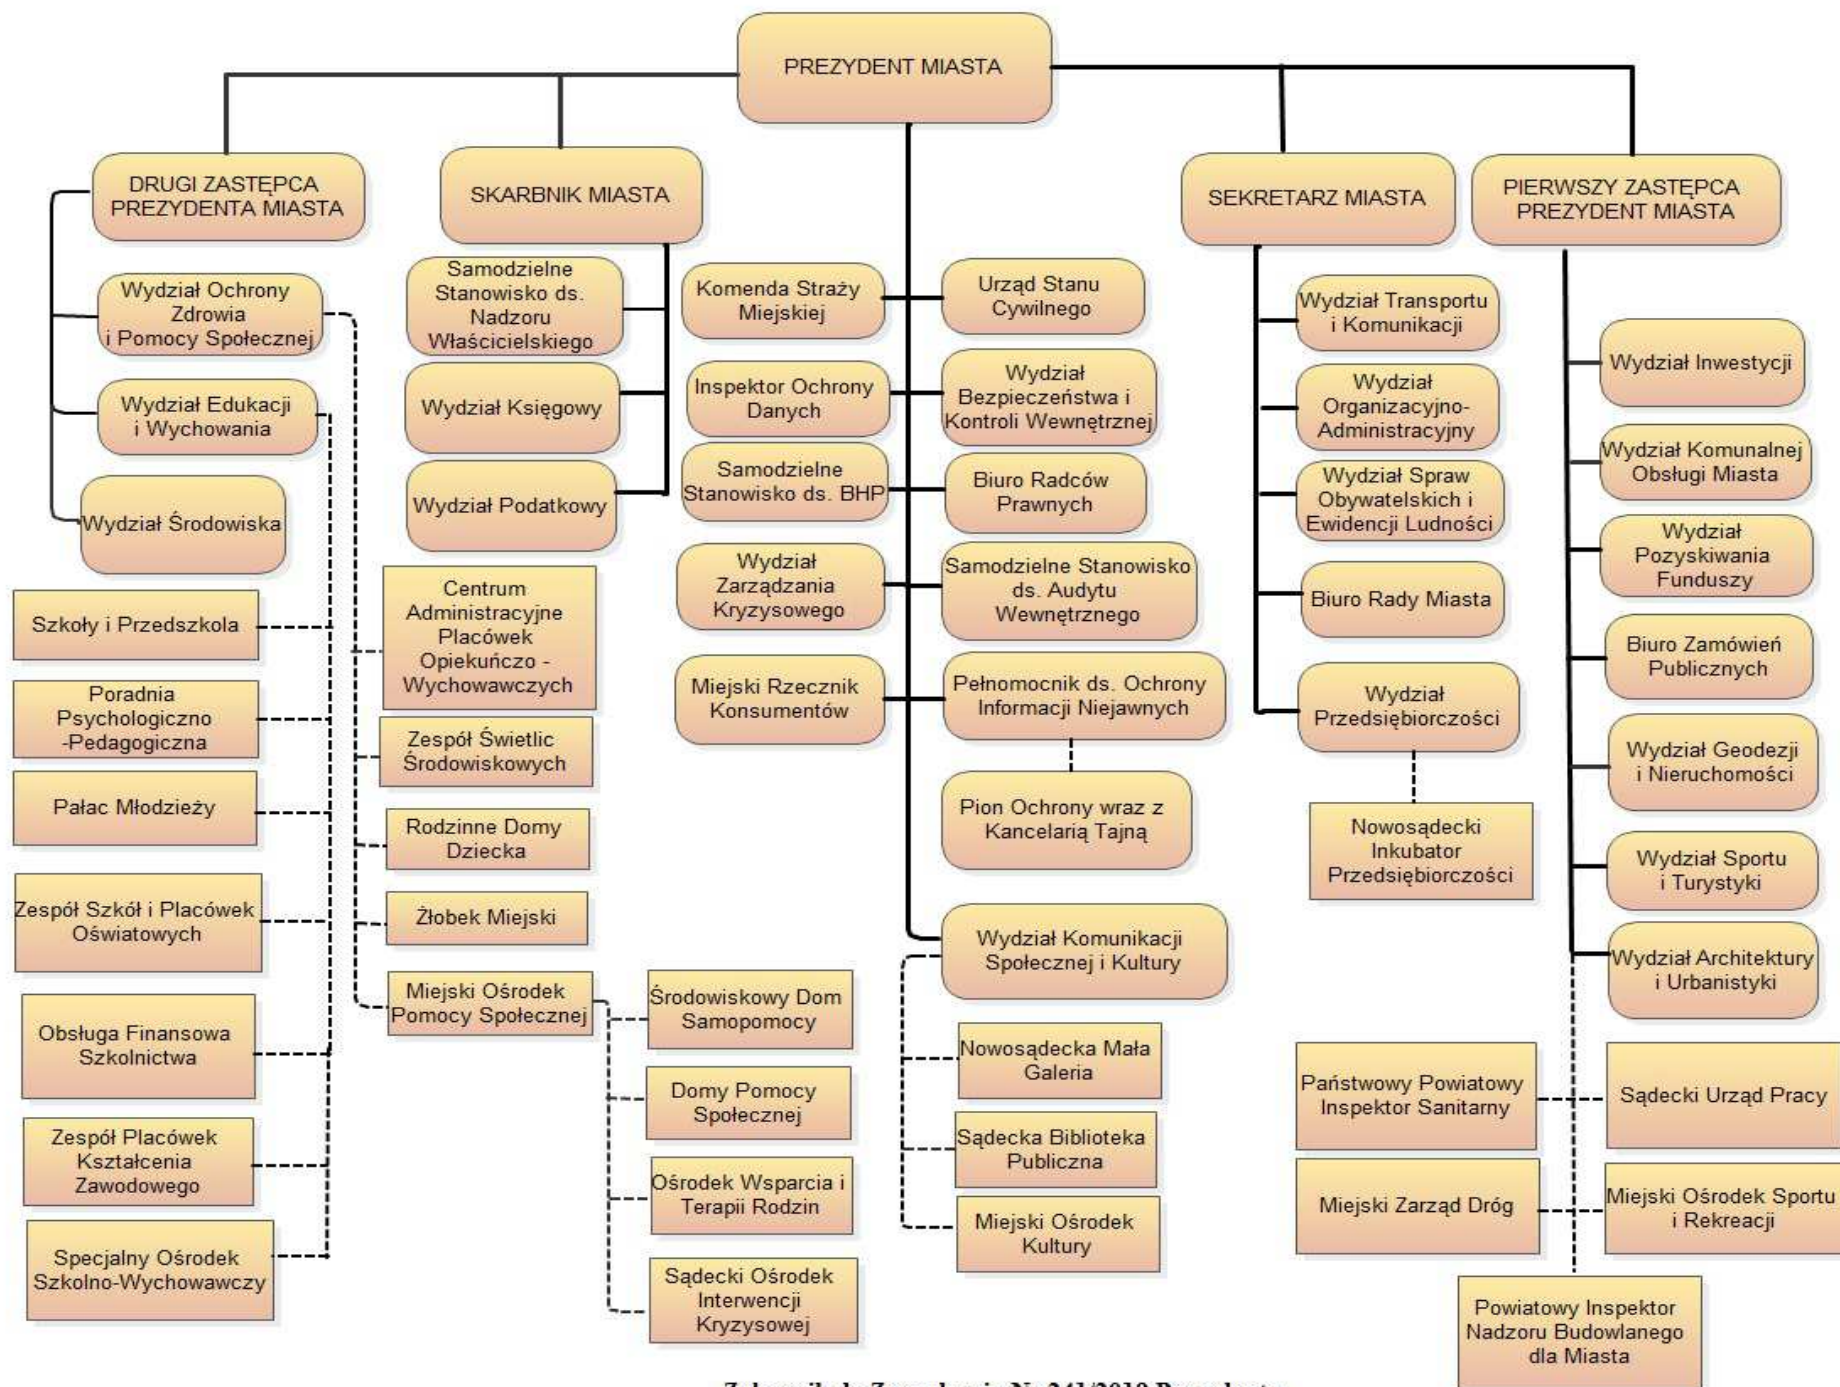 PREZYDENT MIASTA
DRUGI ZASTĘPCA
PREZYDENTA MIASTA
SKARBNIK MIASTA
SEKRETARZ MIASTA
PIERWSZY ZASTĘPCA
PREZYDENT MIASTA
Wydział Ochrony
Zdrowia
i Pomocy Społecznej
Wydział Edukacji
i Wychowania
Wydział Środowiska
Szkoły i Przedszkola
Poradnia
Psychologiczno
-Pedagogiczna
Pałac Młodzieży
Zespół Szkół i Placówek
Oświatowych
Obsługa Finansowa
Szkolnictwa
Zespół Placówek
Kształcenia
Zawodowego
Specjalny Ośrodek
Szkolno-Wychowawczy
Samodzielne
Stanowisko ds.
Nadzoru
Właścicielskiego
Wydział Księgowy
Wydział Podatkowy
Centrum
Administracyjne
Placówek
Opiekuńczo -
Wychowawczych
Zespół Świetlic
Środowiskowych
Rodzinne Domy
Dziecka
Żłobek Miejski
Miejski Ośrodek
Pomocy Społecznej
Środowiskowy Dom
Samopomocy
Domy Pomocy
Społecznej
Ośrodek Wsparcia i
Terapii Rodzin
Sądecki Ośrodek
Interwencji
Kryzysowej
Komenda Straży
Miejskiej
Inspektor Ochrony
Danych
Samodzielne
Stanowisko ds. BHP
Wydział
Zarządzania
Kryzysowego
Miejski Rzecznik
Konsumentów
Urząd Stanu
Cywilnego
Wydział
Bezpieczeństwa i
Kontroli Wewnętrznej
Biuro Radców
Prawnych
Samodzielne Stanowisko
ds. Audytu
Wewnętrznego
Pełnomocnik ds. Ochrony
Informacji Niejawnych
Pion Ochrony wraz z
Kancelarią Tajną
Wydział Komunikacji
Społecznej i Kultury
Nowosądecka Mała
Galeria
Sądecka Biblioteka
Publiczna
Miejski Ośrodek
Kultury
Wydział Transportu
i Komunikacji
Wydział
Organizacyjno-
Administracyjny
Wydział Spraw
Obywatelskich i
Ewidencji Ludności
Biuro Rady Miasta
Wydział
Przedsiębiorczości
Nowosądecki
Inkubator
Przedsiębiorczości
Wydział Inwestycji
Wydział Komunalnej
Obsługi Miasta
Wydział
Pozyskiwania
Funduszy
Biuro Zamówień
Publicznych
Wydział Geodezji
i Nieruchomości
Wydział Sportu
i Turystyki
Wydział Architektury
i Urbanistyki
Państwowy Powiatowy
Inspektor Sanitarny
Sądecki Urząd Pracy
Miejski Zarząd Dróg
Miejski Ośrodek Sportu
i Rekreacji
Powiatowy Inspektor
Nadzoru Budowlanego
dla Miasta